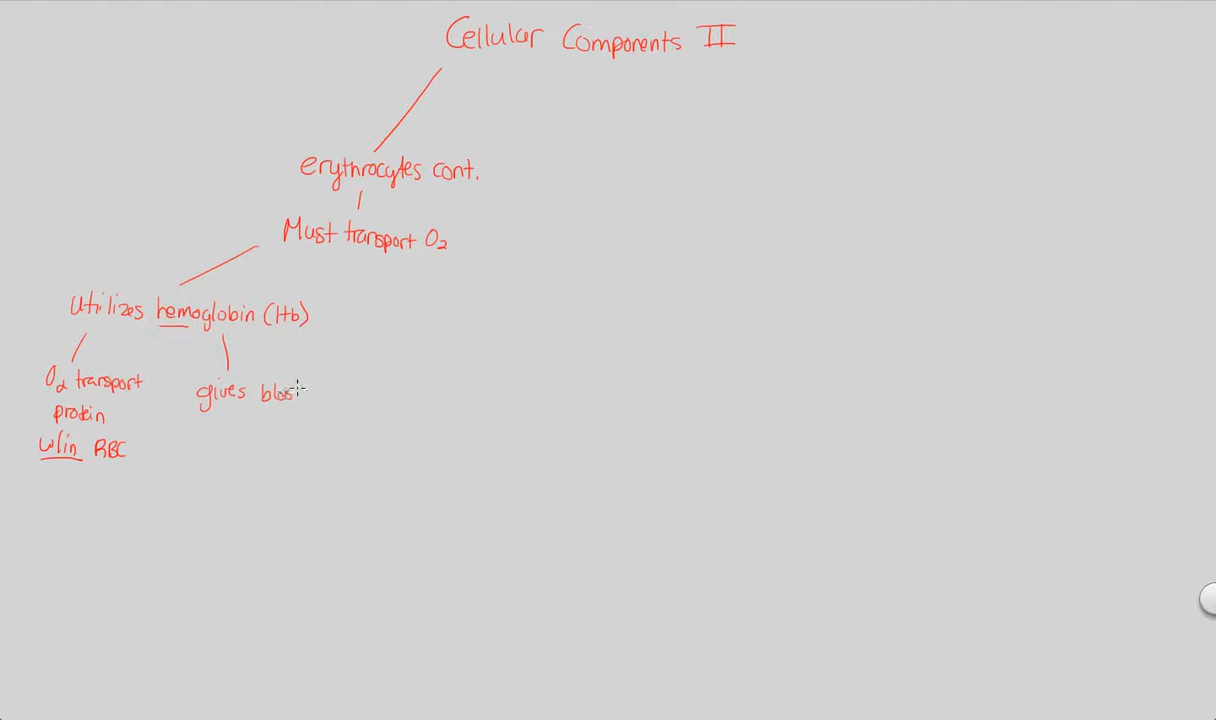 Cellular Components II
erythrocytes cont.
Must transport O2
Utilizes hemoglobin (Hb)
O2 transport
protein
w/in RBC
gives